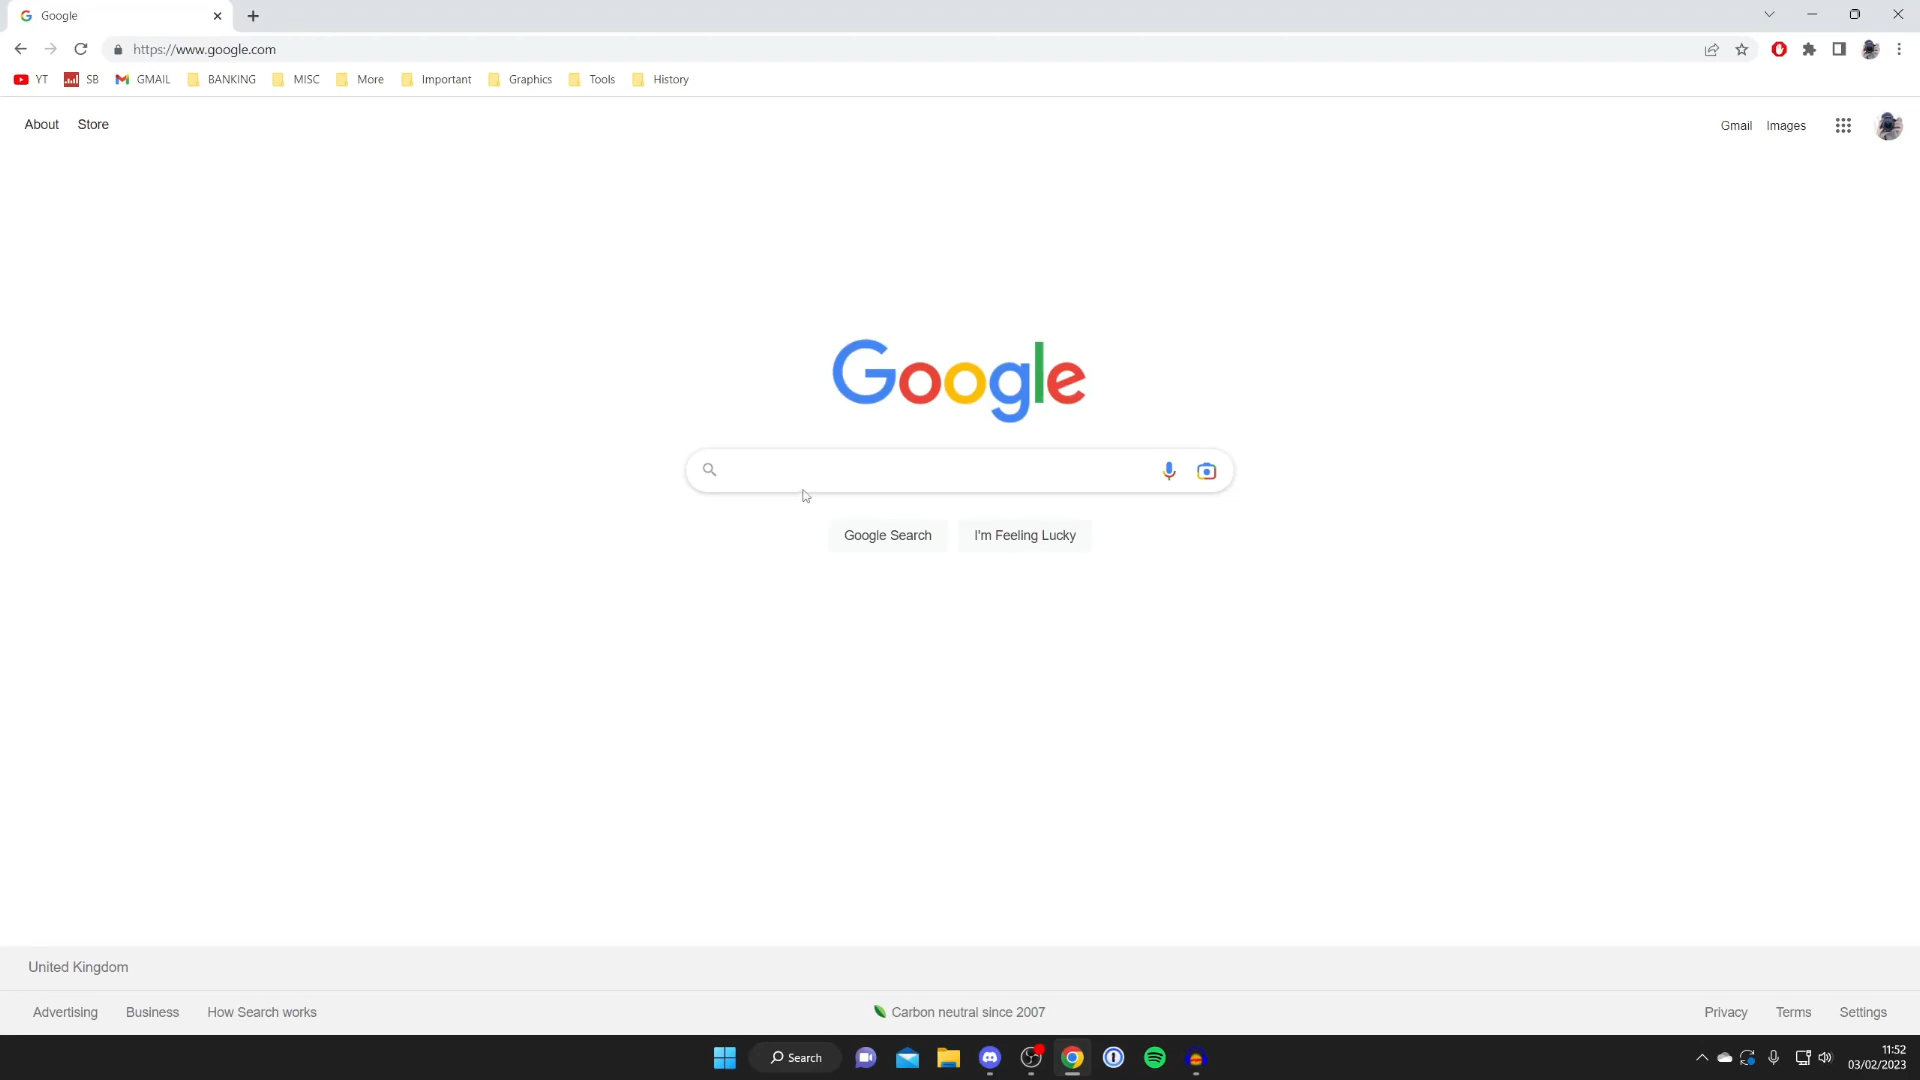 Google
https://www.google.com
YT SB GMAIL BANKING MISC More Important Graphics Tools History
About Store Gmail Images
Google
Google Search I'm Feeling Lucky
United Kingdom
Advertising Business How Search works Carbon neutral since 2007 Privacy Terms Settings
Search
11:52
03/02/2023